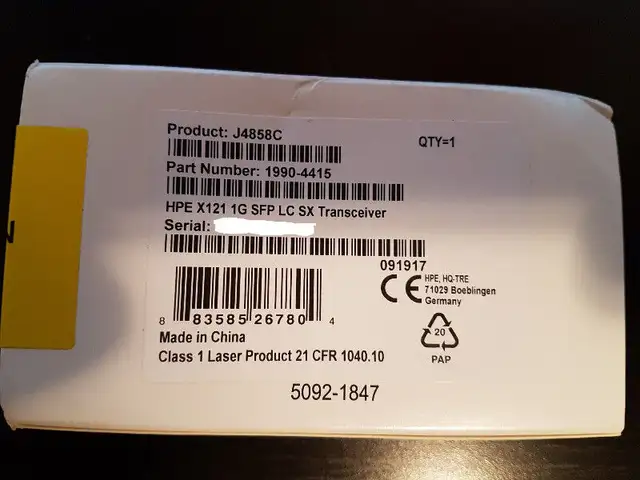 Product: J4858C
QTY=1
Part Number: 1990-4415
HPE X121 1G SFP LC SX Transceiver
Serial:
091917
CE
HPE, HQ-TRE
71029 Boeblingen
Germany
8 83585 26780 4
20
PAP
Made in China
Class 1 Laser Product 21 CFR 1040.10
5092-1847